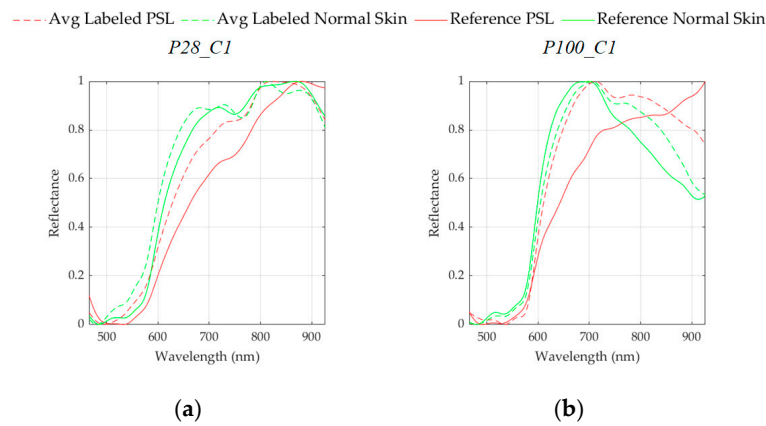 Avg Labeled PSL Avg Labeled Normal Skin Reference PSL Reference Normal Skin
P28_C1 P100_C1
1 1
0.8 0.8
0.6 0.6
0.4 0.4
0.2 0.2
0 0
Reflectance Reflectance
500 600 700 800 900 500 600 700 800 900
Wavelength (nm) Wavelength (nm)
(a) (b)